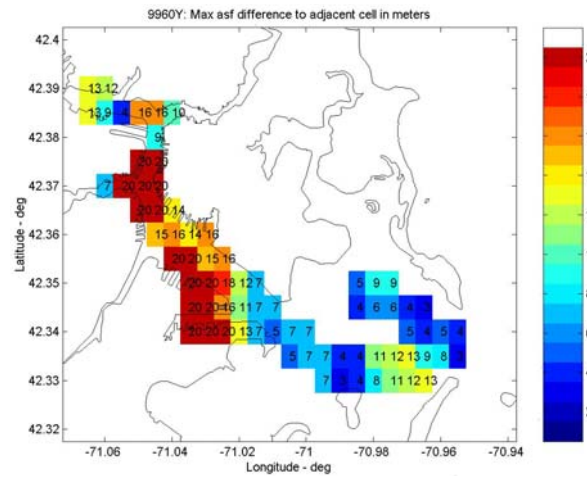 9960Y: Max asf difference to adjacent cell in meters
42.4
42.39
13 12
13 9 4 16 16 10
42.38
9
20 20
42.37
7 20 20 20
20 20 14
42.36
15 16 14 16
20 20 15 16
42.35
20 20 18 12 7
5 9 9
20 20 16 11 7 7
4 6 6 4 3
42.34
20 20 20 13 7 5 7 7
5 4 5 4
5 7 7 4 4 11 12 13 9 8 3
42.33
7 3 4 8 11 12 13
42.32
-71.06 -71.04 -71.02 -71 -70.98 -70.96 -70.94
Latitude - deg
Longitude - deg